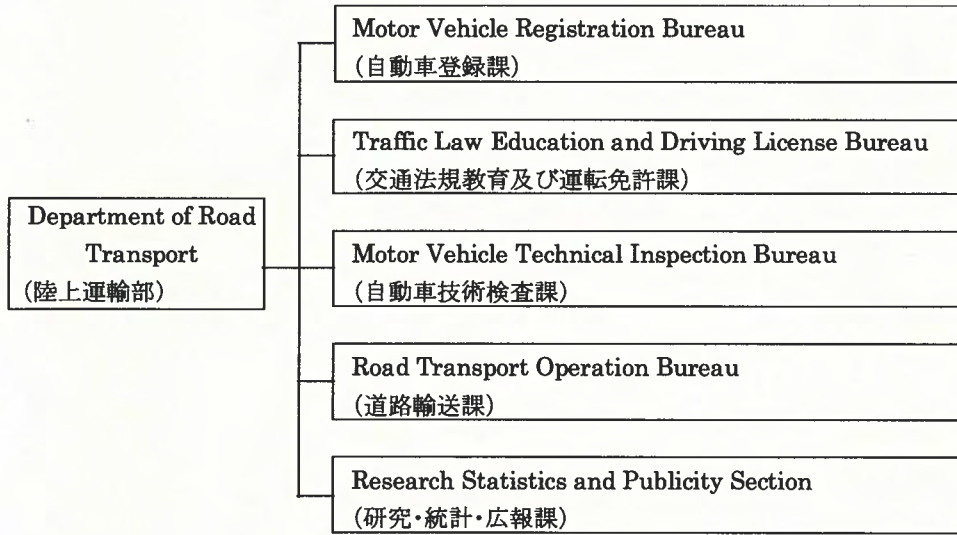 Motor Vehicle Registration Bureau
(自動車登録課)
Traffic Law Education and Driving License Bureau
(交通法規教育及び運転免許課)
Department of Road
Transport
(陸上運輸部)
Motor Vehicle Technical Inspection Bureau
(自動車技術検査課)
Road Transport Operation Bureau
(道路輸送課)
Research Statistics and Publicity Section
(研究・統計・広報課)